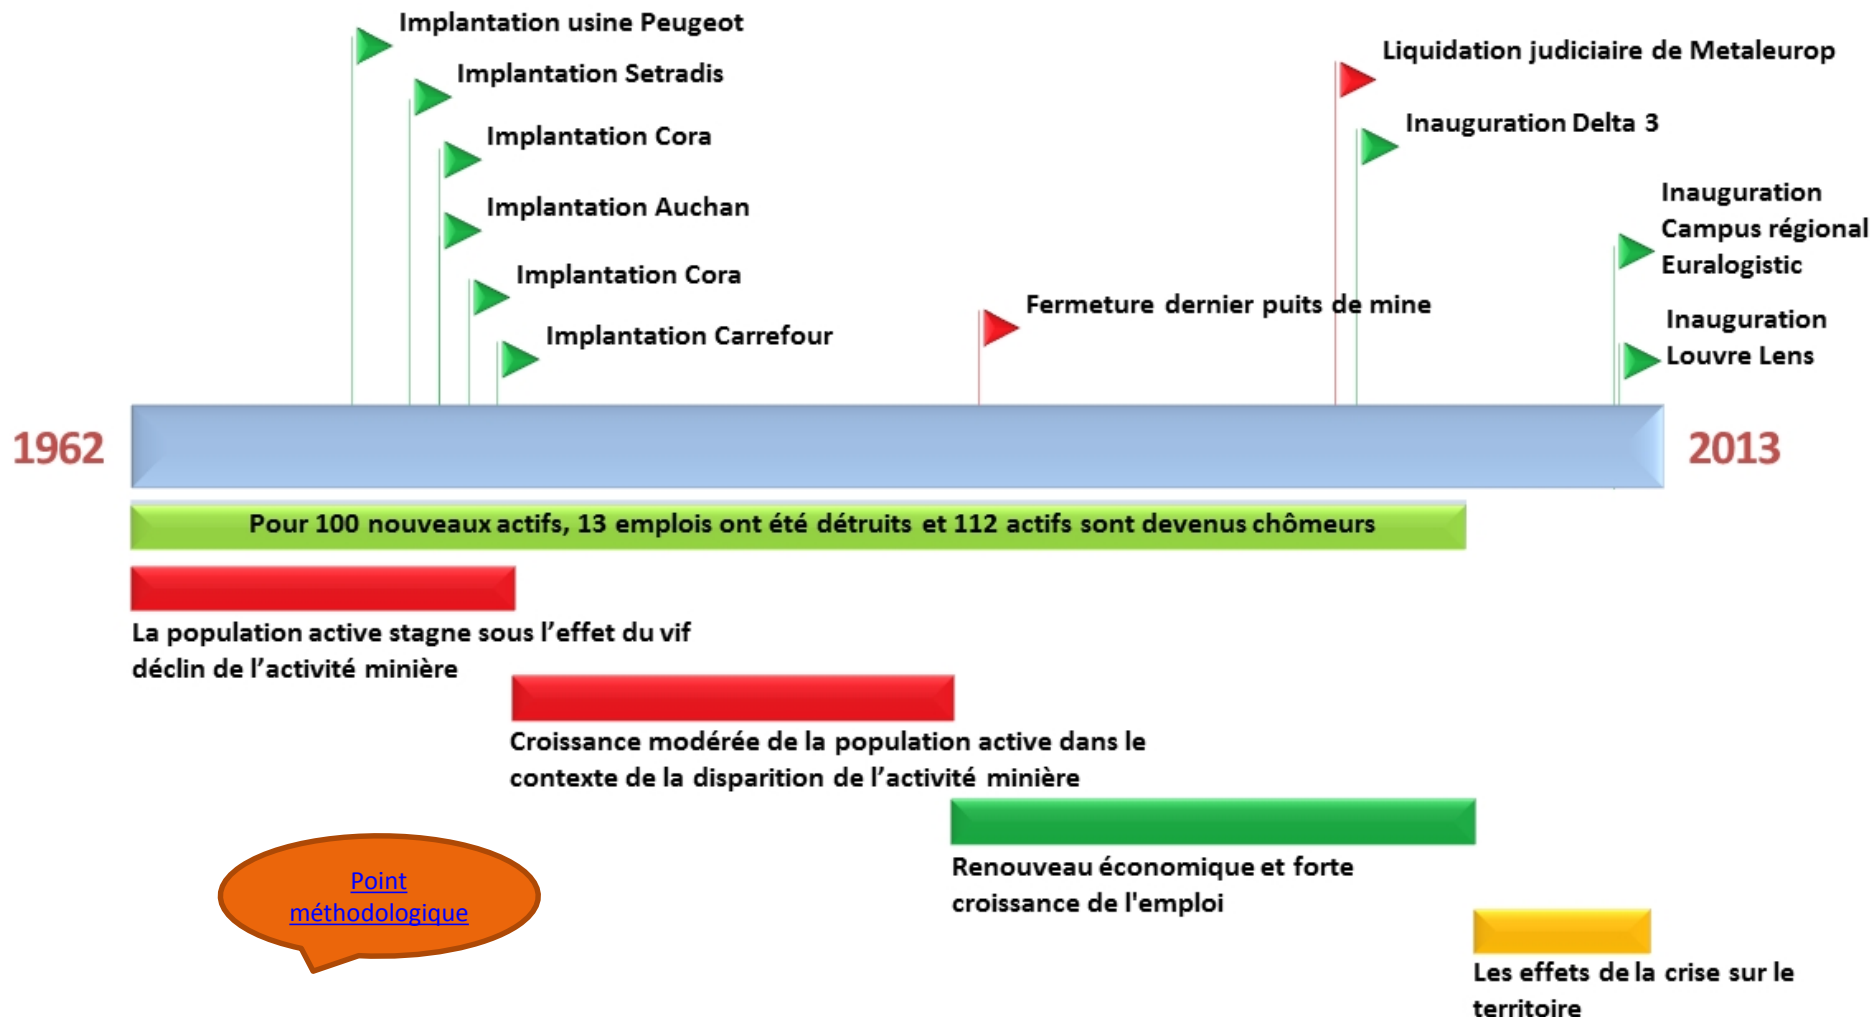 Implantation usine Peugeot
Implantation Setradis
Implantation Cora
Implantation Auchan
Implantation Cora
Implantation Carrefour
Fermeture dernier puits de mine
Liquidation judiciaire de Metaleurop
Inauguration Delta 3
Inauguration
Campus régional
Euralogistic
Inauguration
Louvre Lens
1962
2013
Pour 100 nouveaux actifs, 13 emplois ont été détruits et 112 actifs sont devenus chômeurs
La population active stagne sous l’effet du vif
déclin de l’activité minière
Croissance modérée de la population active dans le
contexte de la disparition de l’activité minière
Renouveau économique et forte
croissance de l'emploi
Les effets de la crise sur le
territoire
Point
méthodologique